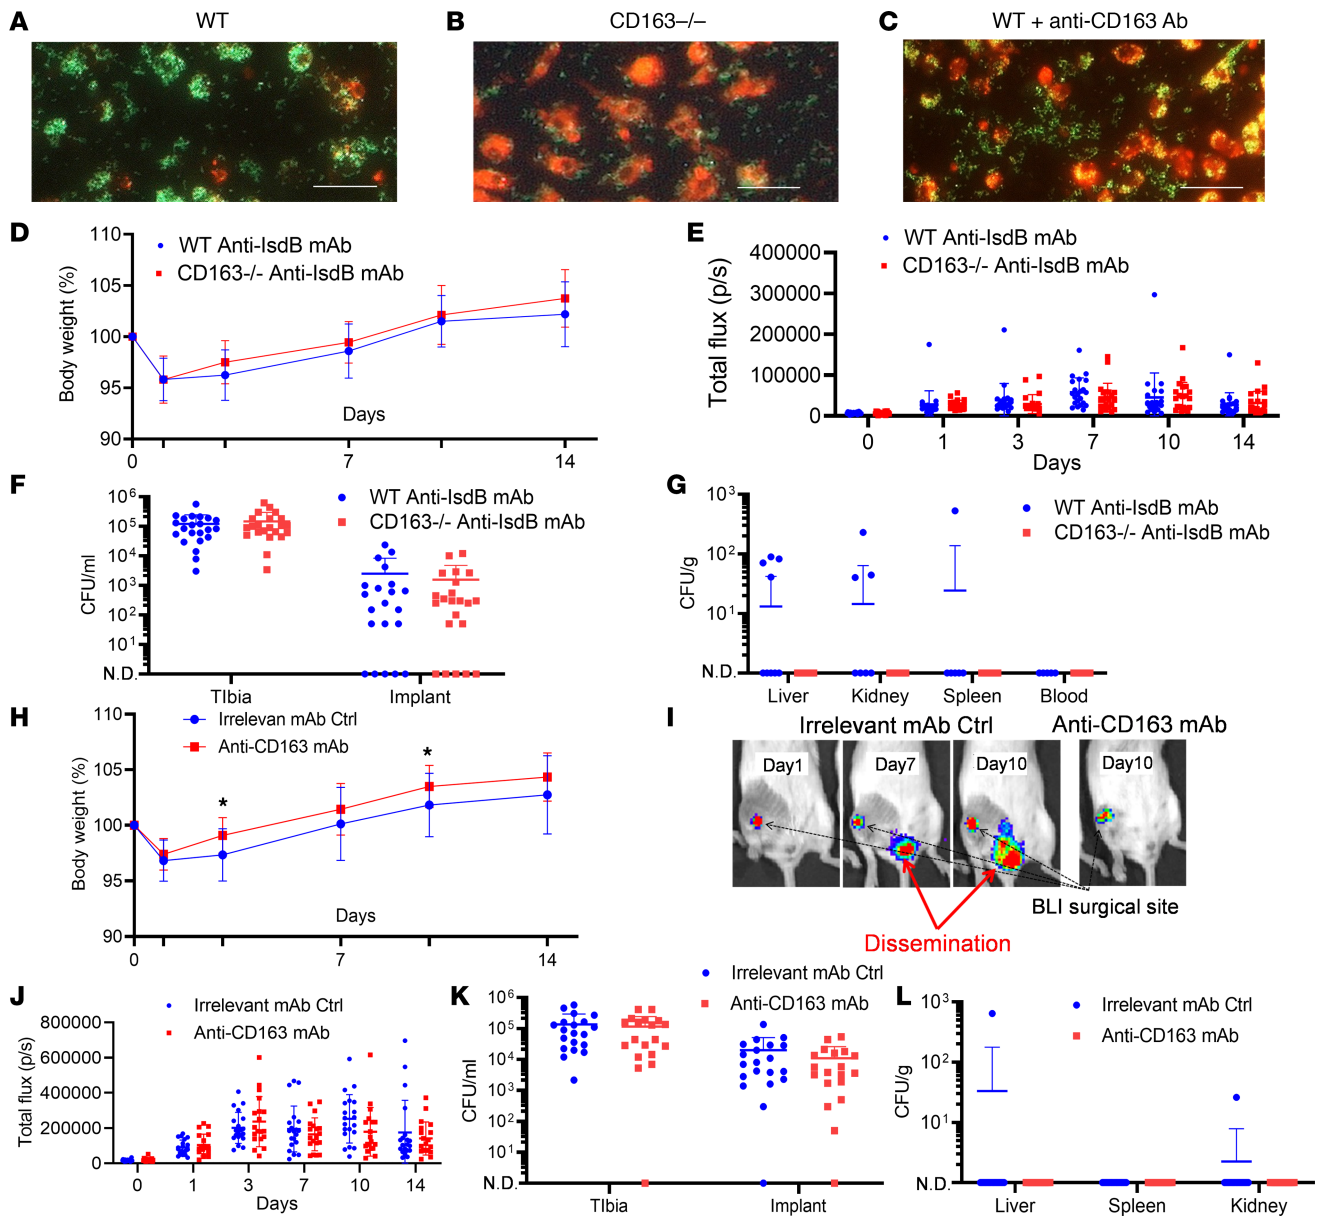 A WT
B CD163–/–
C WT + anti-CD163 Ab
D
110
105
100
95
90
Body weight (%)
WT Anti-IsdB mAb
CD163-/- Anti-IsdB mAb
Days
0 7 14
E
WT Anti-IsdB mAb
CD163-/- Anti-IsdB mAb
Total flux (p/s)
400000
300000
200000
100000
0
0 1 3 7 10 14
Days
F
WT Anti-IsdB mAb
CD163-/- Anti-IsdB mAb
CFU/ml
10⁶
10⁵
10⁴
10³
10²
10¹
N.D.
TIbia Implant
G
WT Anti-IsdB mAb
CD163-/- Anti-IsdB mAb
CFU/g
10³
10²
10¹
N.D.
Liver Kidney Spleen Blood
H
Irrelevan mAb Ctrl
Anti-CD163 mAb
Body weight (%)
110
105
100
95
90
* *
Days
0 7 14
I
Irrelevant mAb Ctrl Anti-CD163 mAb
Day1 Day7 Day10 Day10
BLI surgical site
Dissemination
J
Irrelevant mAb Ctrl
Anti-CD163 mAb
Total flux (p/s)
800000
600000
400000
200000
0
0 1 3 7 10 14
Days
K
Irrelevant mAb Ctrl
Anti-CD163 mAb
CFU/ml
10⁶
10⁵
10⁴
10³
10²
10¹
N.D.
TIbia Implant
L
Irrelevant mAb Ctrl
Anti-CD163 mAb
CFU/g
10³
10²
10¹
N.D.
Liver Spleen Kidney